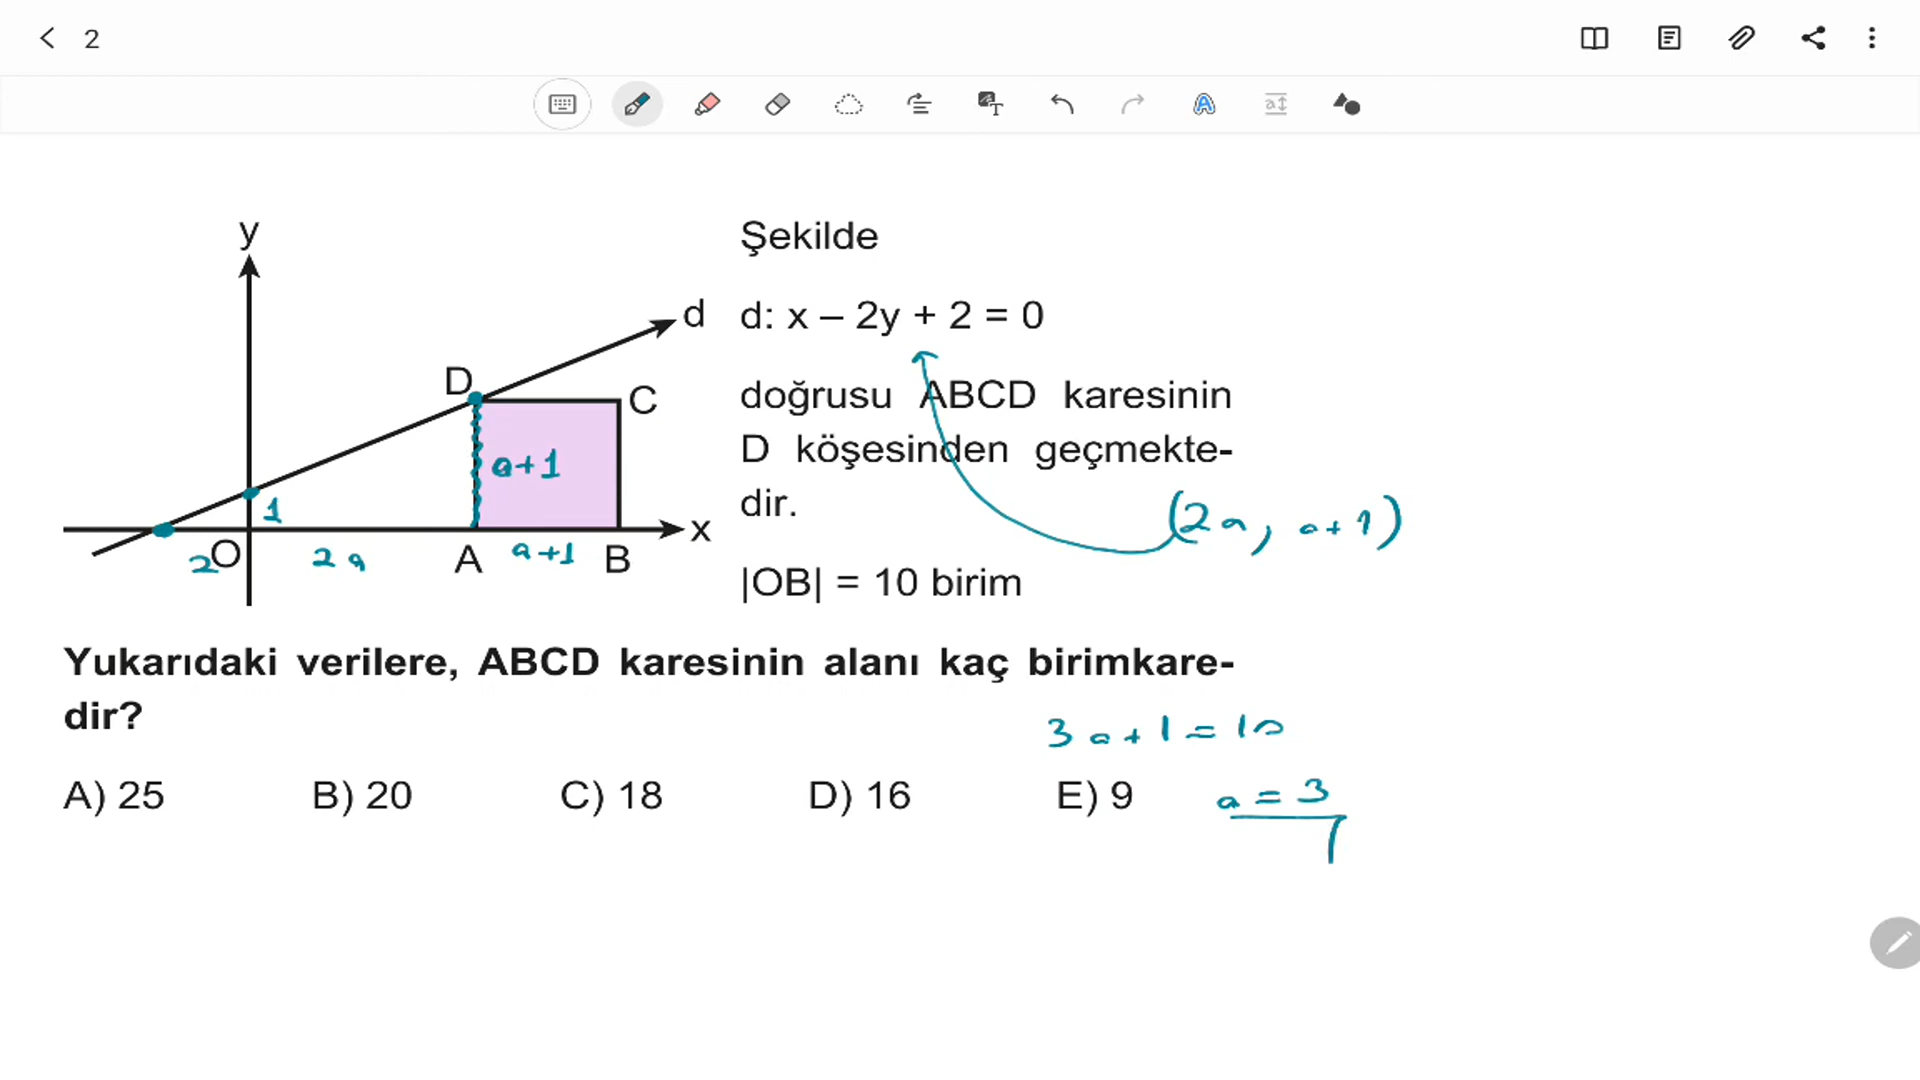 2
y
Şekilde
d
d: x – 2y + 2 = 0
D
C
doğrusu ABCD karesinin
a+1
D köşesinden geçmekte-
1
dir.
(2a, a+1)
x
2
O
2a
A
a+1
B
|OB| = 10 birim
Yukarıdaki verilere, ABCD karesinin alanı kaç birimkare-
dir?
3a+1=10
A) 25 B) 20 C) 18 D) 16 E) 9
a=3